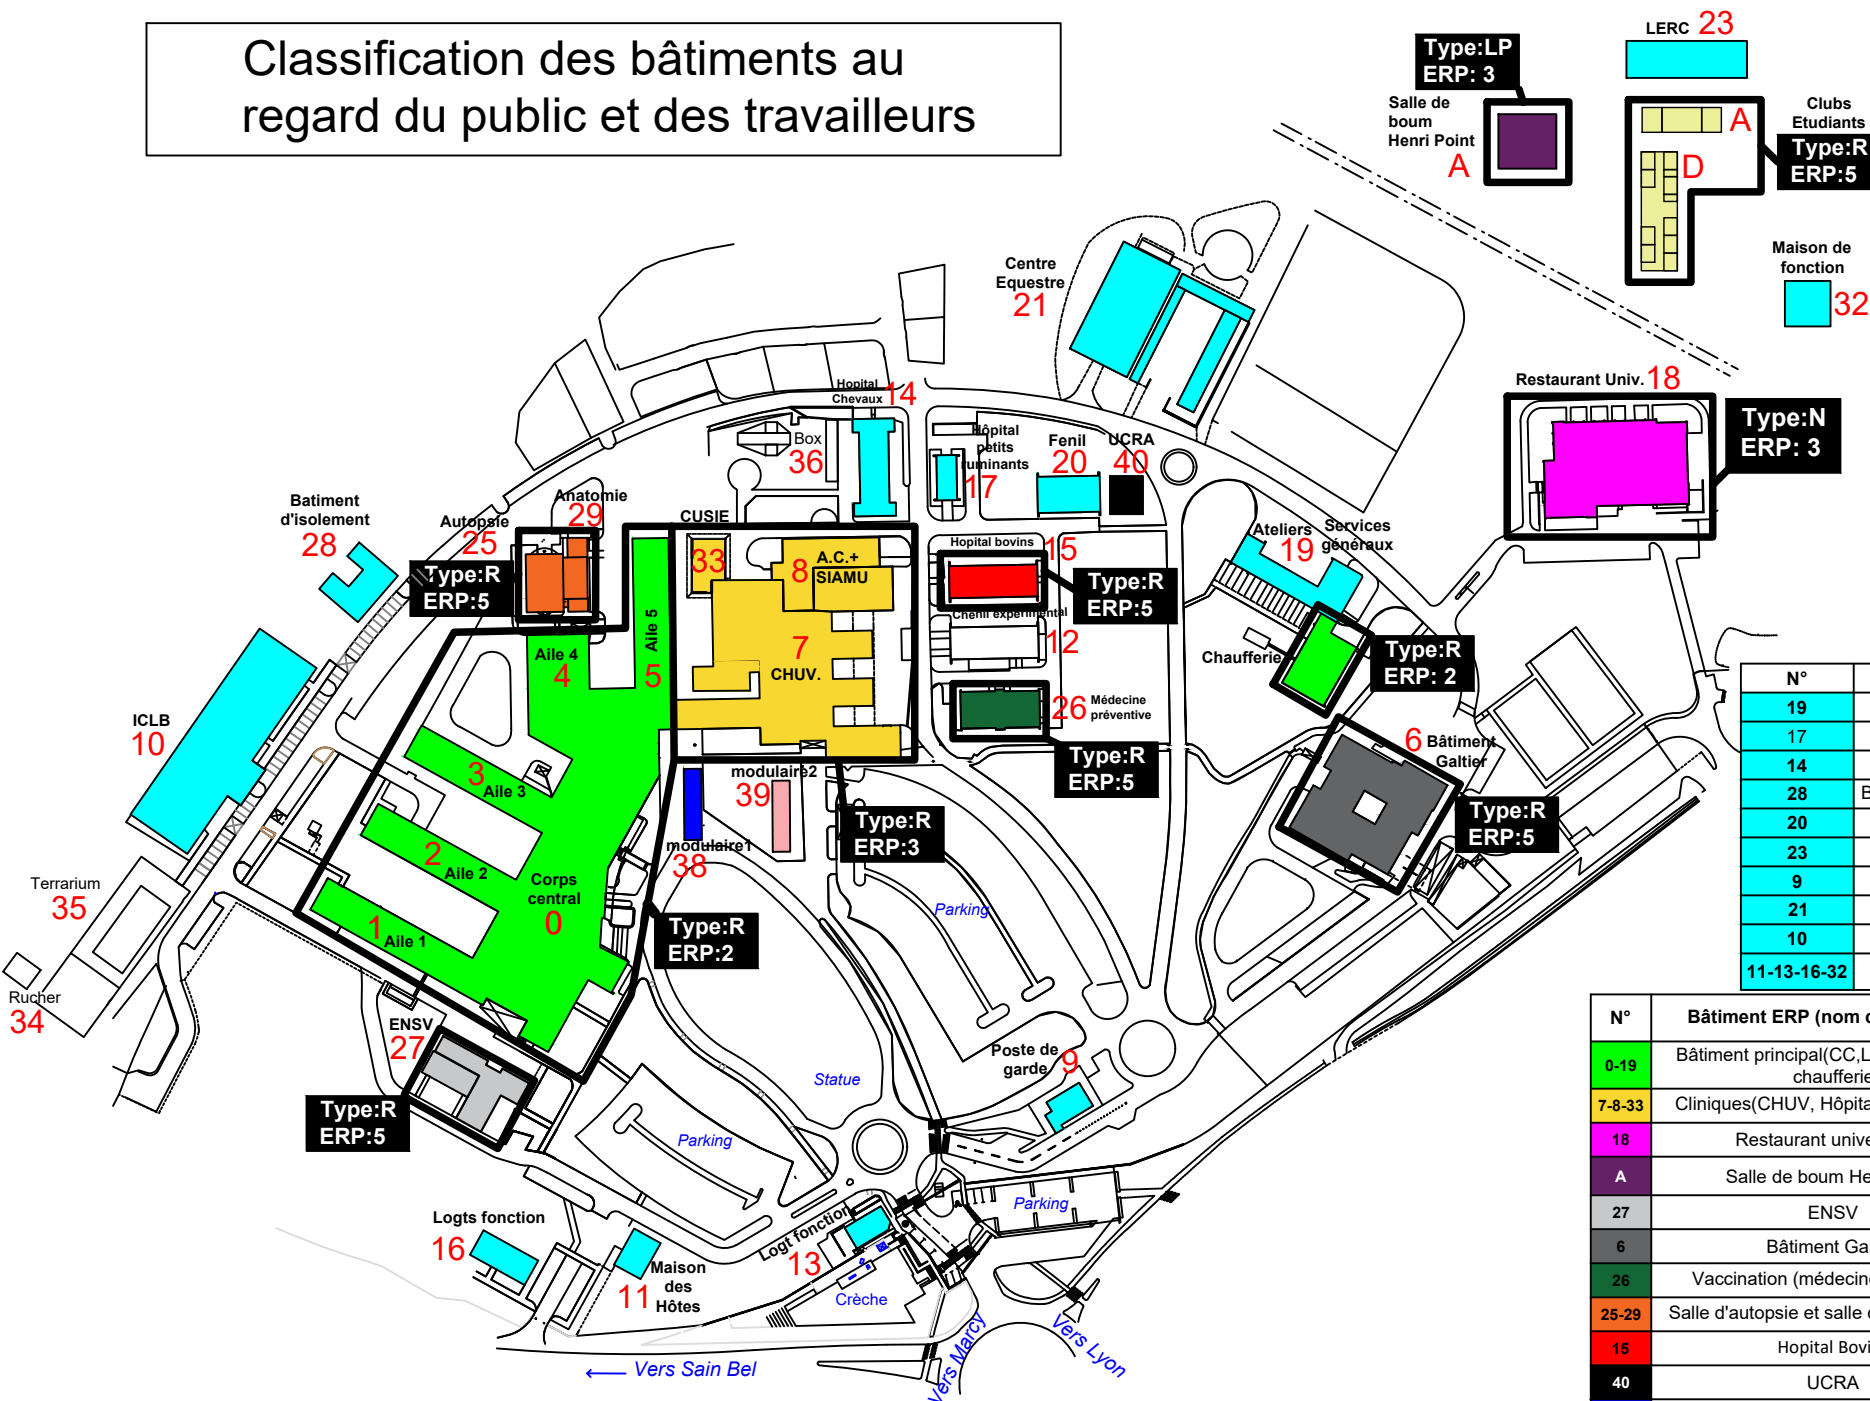 Classification des bâtiments au
regard du public et des travailleurs
Type:LP
ERP: 3
LERC 23
Salle de
boum
Henri Point
A
A
D
Clubs
Etudiants
Type:R
ERP:5
Maison de
fonction
32
Centre
Equestre
21
Restaurant Univ. 18
Type:N
ERP: 3
Hopital
Chevaux 14
Box
36
Hôpital
petits
ruminants
17
Fenil
20
UCRA
40
Batiment
d'isolement
28
Autopsie
25
Anatomie
29
Type:R
ERP:5
CUSIE
33
8
A.C.+
SIAMU
7
CHUV.
Hopital bovins
15
Type:R
ERP:5
Chenil expérimental
12
Ateliers
19
Services
généraux
Chaufferie
Type:R
ERP: 2
26
Médecine
préventive
Type:R
ERP:5
6 Bâtiment
Galtier
Type:R
ERP:5
ICLB
10
Aile 4
4
Aile 5
5
3
Aile 3
2
Aile 2
1
Aile 1
Corps
central
0
modulaire2
39
modulaire1
38
Type:R
ERP:3
Type:R
ERP:2
Terrarium
35
Rucher
34
ENSV
27
Type:R
ERP:5
Parking
Statue
Parking
Poste de
garde 9
Parking
Logts fonction
16
11
Maison
des
Hôtes
Logt fonction
13
Crèche
Vers Sain Bel
Vers Marcy
Vers Lyon
N°
19
17
14
28
20
23
9
21
10
11-13-16-32
N° Bâtiment ERP (nom
0-19 Bâtiment principal(CC,L
chaufferie
7-8-33 Cliniques(CHUV, Hôpita
18 Restaurant unive
A Salle de boum He
27 ENSV
6 Bâtiment Ga
26 Vaccination (médecin
25-29 Salle d'autopsie et salle
15 Hopital Bovi
40 UCRA